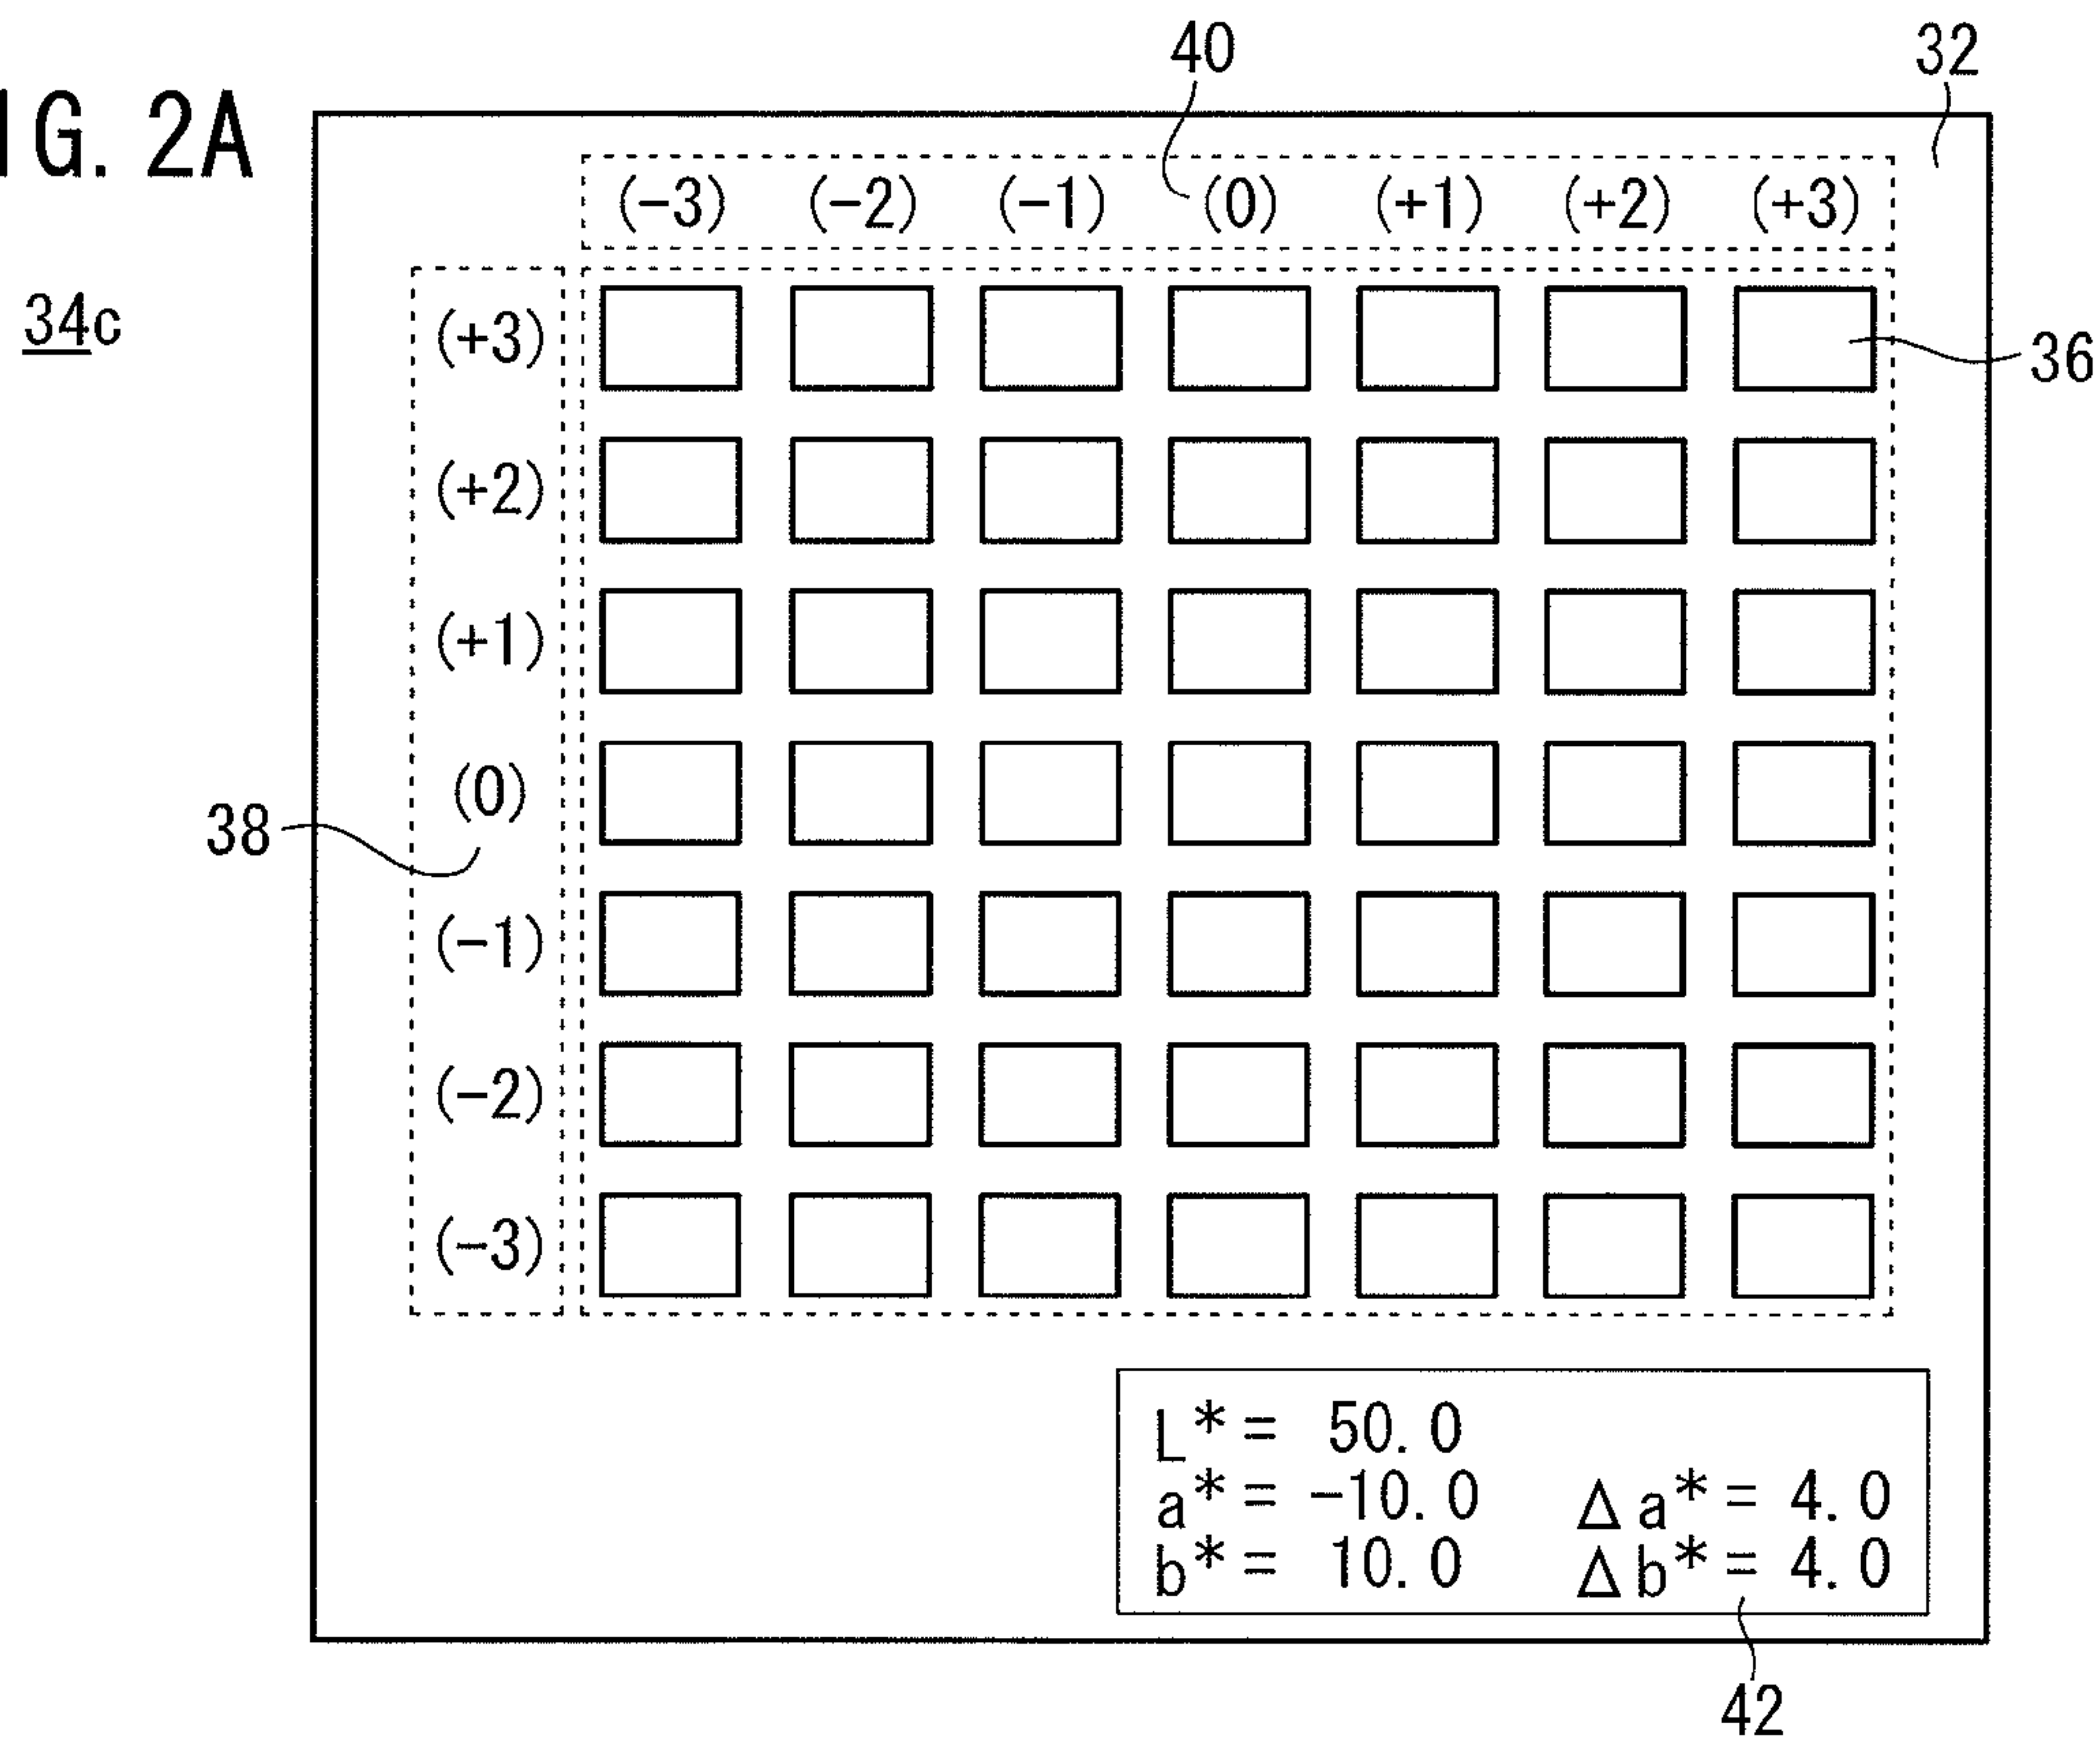 IG. 2A
40
32
(-3) (-2) (-1) (0) (+1) (+2) (+3)
34c
(+3)
36
(+2)
(+1)
(0)
38
(-1)
(-2)
(-3)
L* = 50.0
a* = -10.0 Δa* = 4.0
b* = 10.0 Δb* = 4.0
42